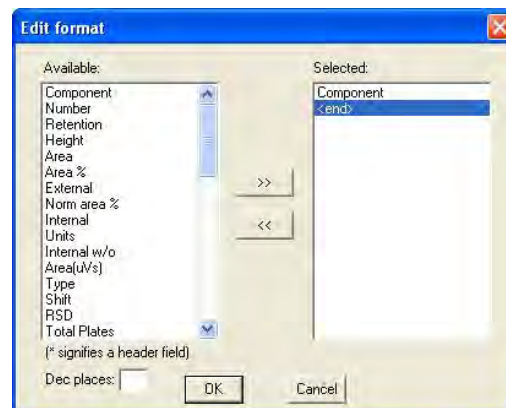 Edit format
Available:
Component
Number
Retention
Height
Area
Area %
External
Norm area %
Internal
Units
Internal w/o
Area(uVs)
Type
Shift
RSD
Total Plates
(* signifies a header field)
Dec places:
>>
<<
Selected:
Component
<end>
OK
Cancel